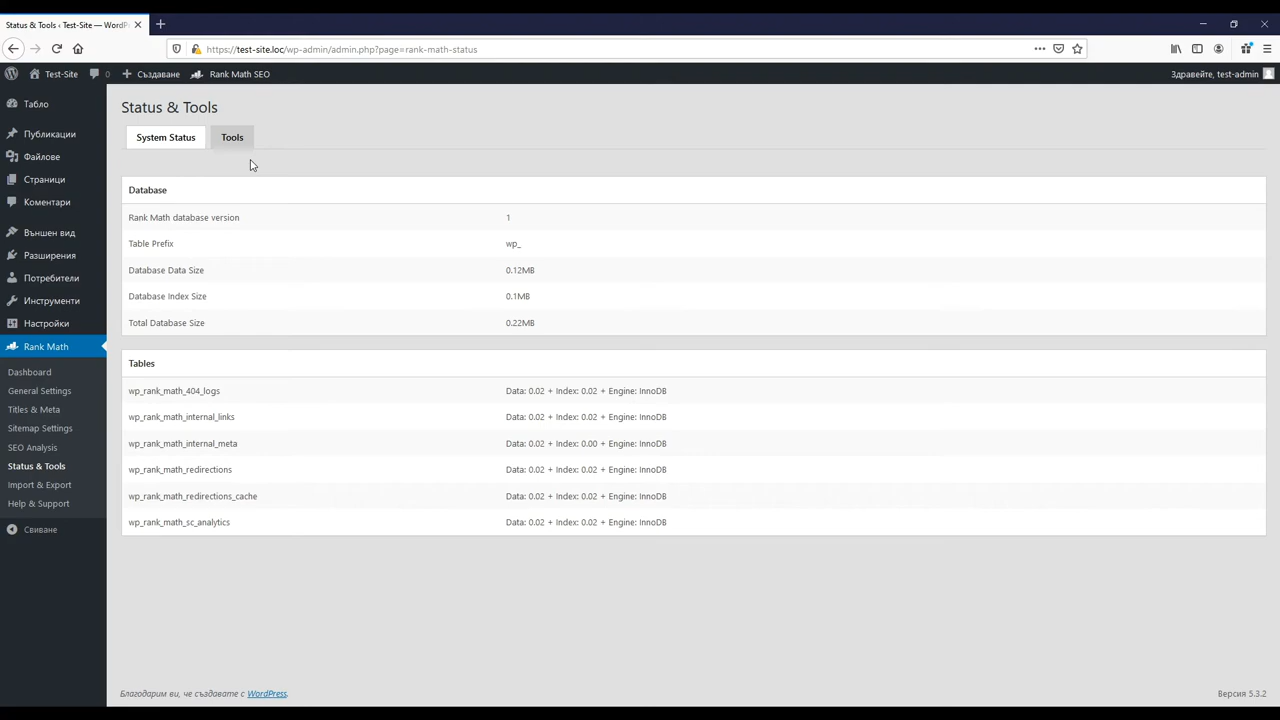 Status & Tools ‹ Test-Site — WordP
https://test-site.loc/wp-admin/admin.php?page=rank-math-status
Test-Site 0 Създаване Rank Math SEO Здравейте, test-admin
Табло
Публикации
Файлове
Страници
Коментари
Външен вид
Разширения
Потребители
Инструменти
Настройки
Rank Math
Dashboard
General Settings
Titles & Meta
Sitemap Settings
SEO Analysis
Status & Tools
Import & Export
Help & Support
Свиване
Status & Tools
System Status Tools
Database
Rank Math database version 1
Table Prefix wp_
Database Data Size 0.12MB
Database Index Size 0.1MB
Total Database Size 0.22MB
Tables
wp_rank_math_404_logs Data: 0.02 + Index: 0.02 + Engine: InnoDB
wp_rank_math_internal_links Data: 0.02 + Index: 0.02 + Engine: InnoDB
wp_rank_math_internal_meta Data: 0.02 + Index: 0.00 + Engine: InnoDB
wp_rank_math_redirections Data: 0.02 + Index: 0.02 + Engine: InnoDB
wp_rank_math_redirections_cache Data: 0.02 + Index: 0.02 + Engine: InnoDB
wp_rank_math_sc_analytics Data: 0.02 + Index: 0.02 + Engine: InnoDB
Благодарим ви, че създавате с WordPress.
Версия 5.3.2